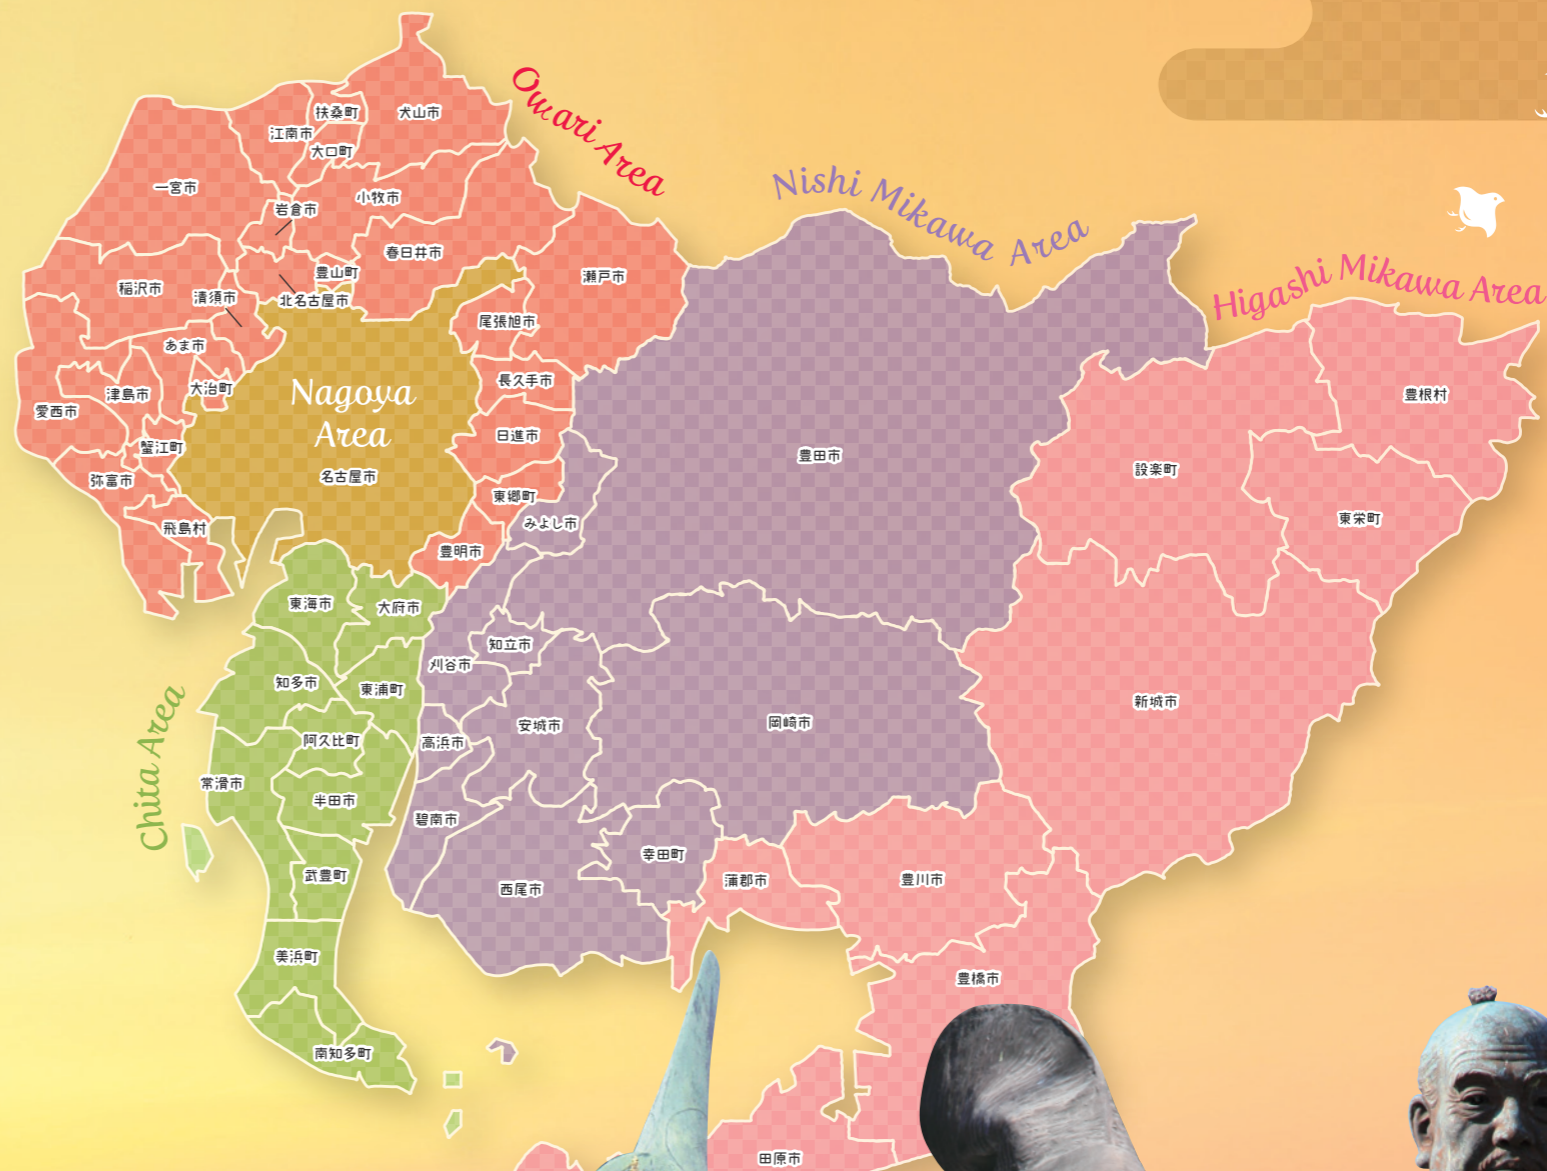 Owari Area
扶桑町
犬山市
江南市
大口町
一宮市
岩倉市
小牧市
春日井市
豊山町
瀬戸市
稲沢市
清須市
北名古屋市
尾張旭市
あま市
長久手市
津島市
大治町
愛西市
日進市
蟹江町
弥富市
東郷町
飛島村
豊明市
Nagoya
Area
名古屋市
Nishi Mikawa Area
豊田市
みよし市
知立市
刈谷市
安城市
岡崎市
高浜市
碧南市
幸田町
西尾市
Higashi Mikawa Area
豊根村
設楽町
東栄町
新城市
蒲郡市
豊川市
豊橋市
田原市
Chita Area
東海市
大府市
知多市
東浦町
阿久比町
常滑市
半田市
武豊町
美浜町
南知多町